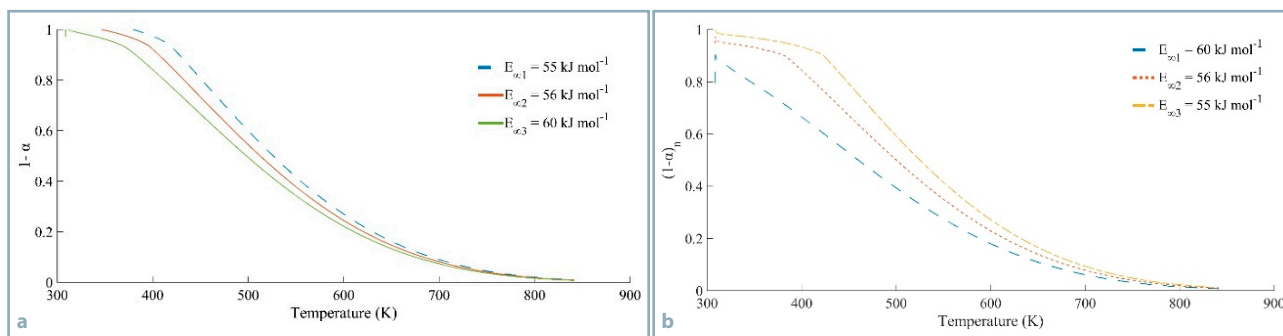 1
0.8
0.6
0.4
0.2
0
1- α
300 400 500 600 700 800 900
Temperature (K)
E∞1 = 55 kJ mol-1
E∞2 = 56 kJ mol-1
E∞3 = 60 kJ mol-1
a
1
0.8
0.6
0.4
0.2
0
(1-α)n
300 400 500 600 700 800 900
Temperature (K)
E∞1 – 60 kJ mol-1
E∞2 = 56 kJ mol-1
E∞3 = 55 kJ mol-1
b